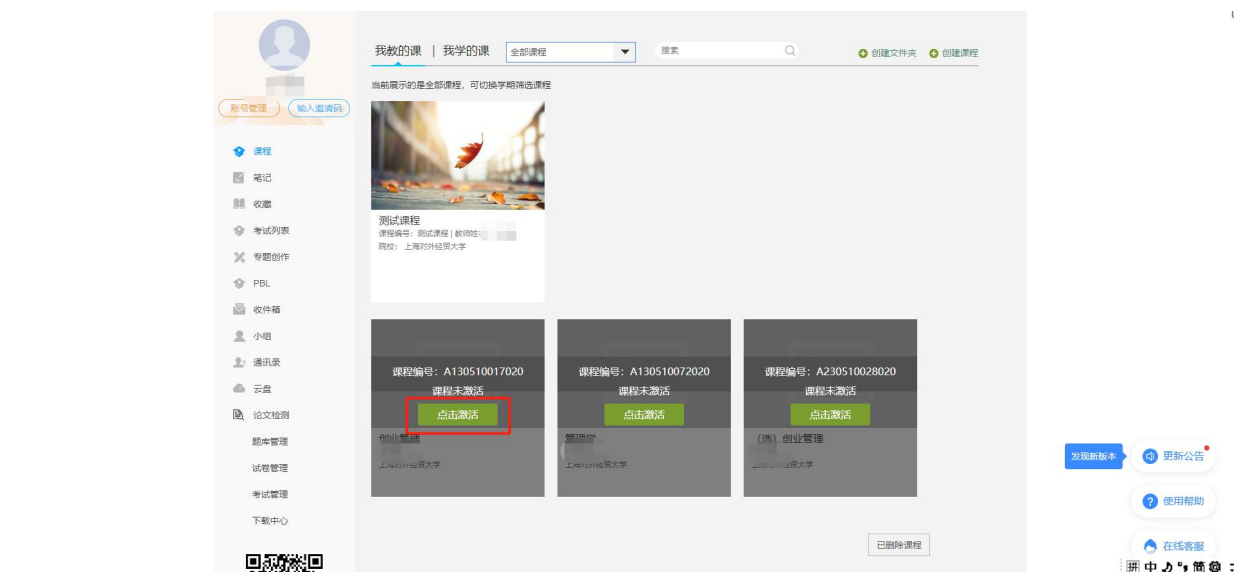 我教的课 | 我学的课 全部课程 搜索 创建文件夹 创建课程
当前展示的是全部课程，可切换学期筛选课程
账号管理 输入邀请码
课程
笔记
收藏
考试列表
专题创作
PBL
收件箱
小组
通讯录
云盘
论文检测
题库管理
试卷管理
考试管理
下载中心
测试课程
课程编号：测试课程 | 教师姓
院校： 上海对外经贸大学
课程编号：A130510017020
课程未激活
点击激活
创业管理
上海对外经贸大学
课程编号：A130510072020
课程未激活
点击激活
管理学
上海对外经贸大学
课程编号：A230510028020
课程未激活
点击激活
（选）创业管理
贸大学
已删除课程
发现新版本 更新公告
使用帮助
在线客服
拼 中 简